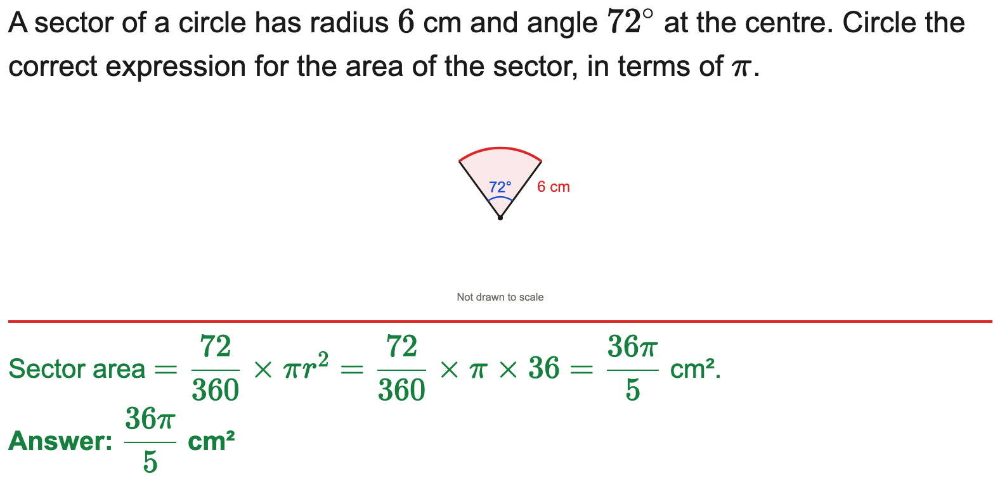 A sector of a circle has radius 6 cm and angle 72° at the centre. Circle the
correct expression for the area of the sector, in terms of π.
72°
6 cm
Not drawn to scale
Sector area = 72/360 × πr² = 72/360 × π × 36 = 36π/5 cm².
Answer: 36π/5 cm²